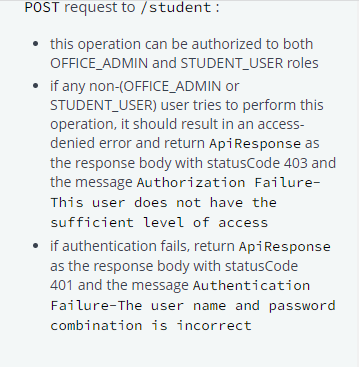 POST request to /student :
this operation can be authorized to both
OFFICE_ADMIN and STUDENT_USER roles
if any non-(OFFICE_ADMIN or
STUDENT_USER) user tries to perform this
operation, it should result in an access-
denied error and return ApiResponse as
the response body with statusCode 403 and
the message Authorization Failure-
This user does not have the
sufficient level of access
if authentication fails, return ApiResponse
as the response body with statusCode
401 and the message Authentication
Failure-The user name and password
combination is incorrect